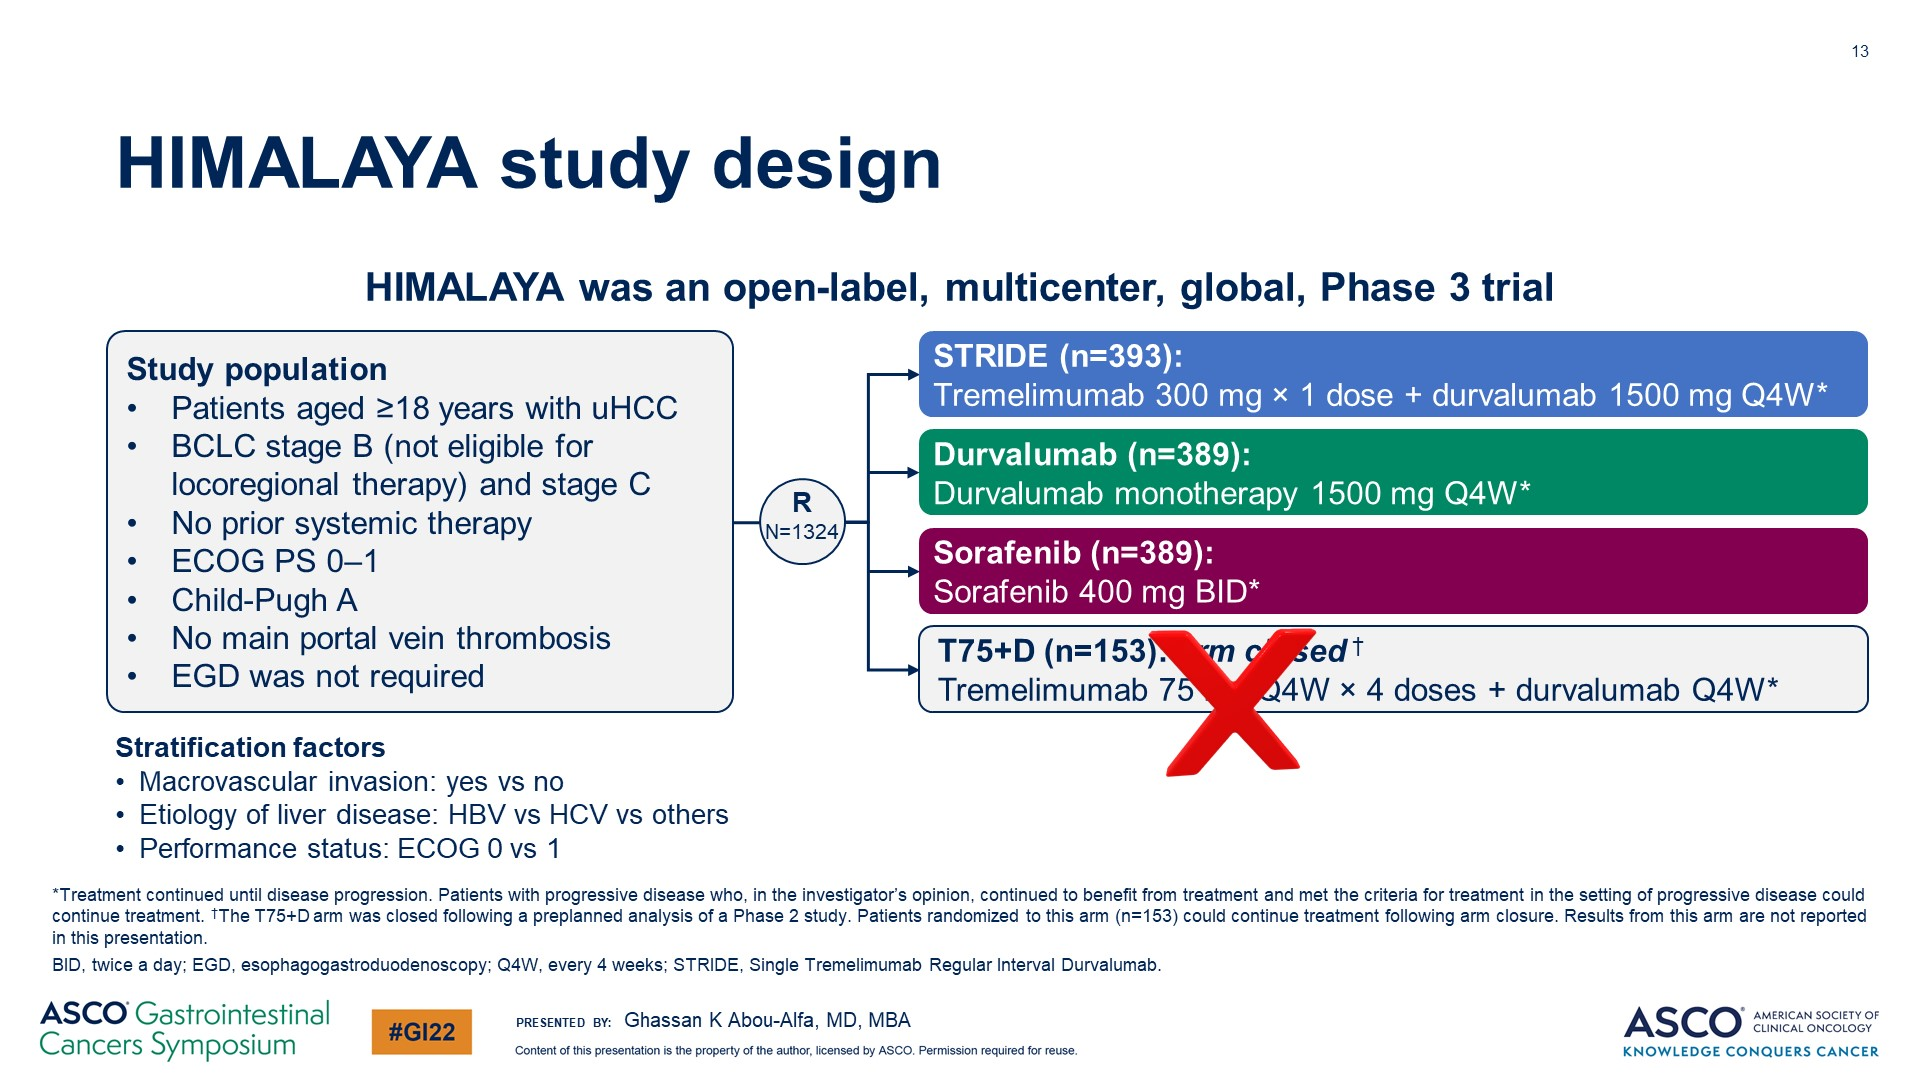 13
HIMALAYA study design
HIMALAYA was an open-label, multicenter, global, Phase 3 trial
Study population
• Patients aged ≥18 years with uHCC
• BCLC stage B (not eligible for
locoregional therapy) and stage C
• No prior systemic therapy
• ECOG PS 0–1
• Child-Pugh A
• No main portal vein thrombosis
• EGD was not required
R
N=1324
STRIDE (n=393):
Tremelimumab 300 mg × 1 dose + durvalumab 1500 mg Q4W*
Durvalumab (n=389):
Durvalumab monotherapy 1500 mg Q4W*
Sorafenib (n=389):
Sorafenib 400 mg BID*
T75+D (n=153):
Tremelimumab 75 Q4W × 4 doses + durvalumab Q4W*
Stratification factors
• Macrovascular invasion: yes vs no
• Etiology of liver disease: HBV vs HCV vs others
• Performance status: ECOG 0 vs 1
*Treatment continued until disease progression. Patients with progressive disease who, in the investigator’s opinion, continued to benefit from treatment and met the criteria for treatment in the setting of progressive disease could
continue treatment. †The T75+D arm was closed following a preplanned analysis of a Phase 2 study. Patients randomized to this arm (n=153) could continue treatment following arm closure. Results from this arm are not reported
in this presentation.
BID, twice a day; EGD, esophagogastroduodenoscopy; Q4W, every 4 weeks; STRIDE, Single Tremelimumab Regular Interval Durvalumab.
ASCO® Gastrointestinal
Cancers Symposium
#GI22
PRESENTED BY: Ghassan K Abou-Alfa, MD, MBA
Content of this presentation is the property of the author, licensed by ASCO. Permission required for reuse.
ASCO® AMERICAN SOCIETY OF
CLINICAL ONCOLOGY
KNOWLEDGE CONQUERS CANCER